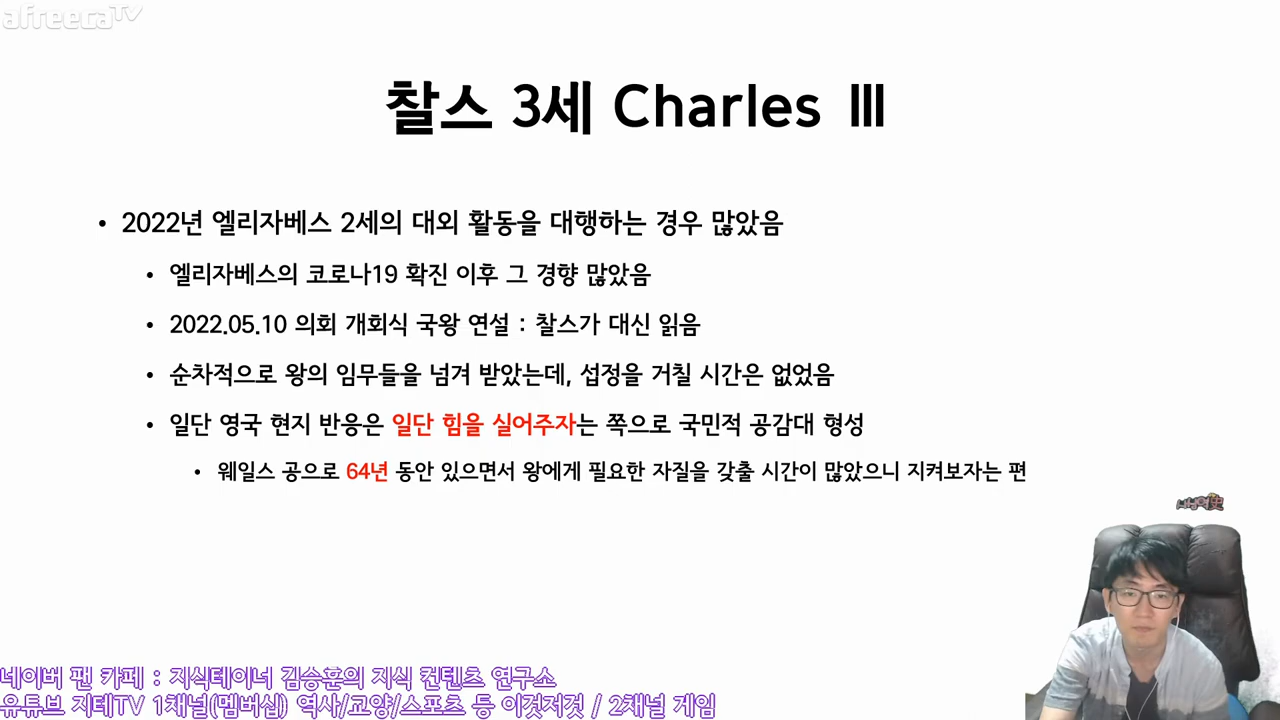 afreecaTV
찰스 3세 Charles Ⅲ
• 2022년 엘리자베스 2세의 대외 활동을 대행하는 경우 많았음
• 엘리자베스의 코로나19 확진 이후 그 경향 많았음
• 2022.05.10 의회 개회식 국왕 연설 : 찰스가 대신 읽음
• 순차적으로 왕의 임무들을 넘겨 받았는데, 섭정을 거칠 시간은 없었음
• 일단 영국 현지 반응은 일단 힘을 실어주자는 쪽으로 국민적 공감대 형성
• 웨일스 공으로 64년 동안 있으면서 왕에게 필요한 자질을 갖출 시간이 많았으니 지켜보자는 편
네이버 팬 카페 : 지식테이너 김승훈의 지식 컨텐츠 연구소
유튜브 지테TV 1채널(멤버십) 역사/교양/스포츠 등 이것저것 / 2채널 게임